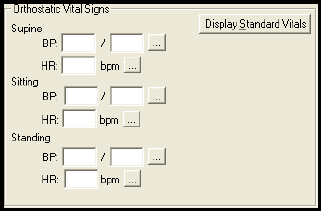 Orthostatic Vital Signs
Display Standard Vitals
Supine
BP: / ...
HR: bpm ...
Sitting
BP: / ...
HR: bpm ...
Standing
BP: / ...
HR: bpm ...